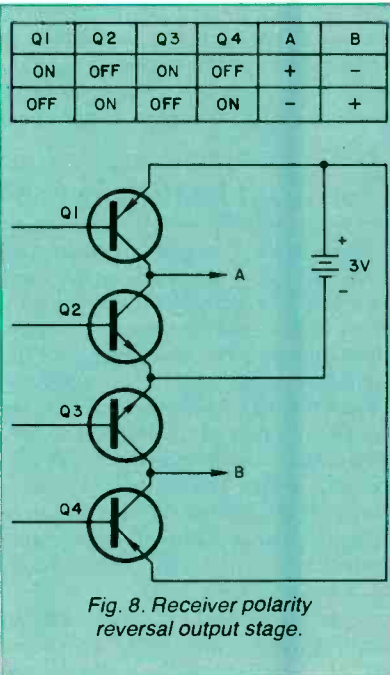 Q1 Q2 Q3 Q4 A B
ON OFF ON OFF + -
OFF ON OFF ON - +
Q1
A
+
3V
-
Q2
Q3
B
Q4
Fig. 8. Receiver polarity
reversal output stage.